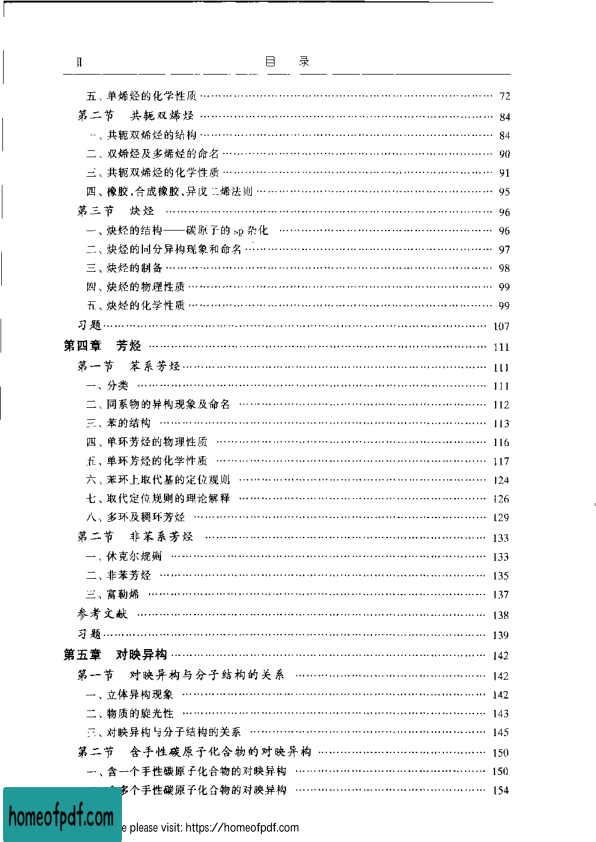 II 目 录
五、单烯烃的化学性质 …… 72
第二节 共轭双烯烃 …… 84
一、共轭双烯烃的结构 …… 84
二、双烯烃及多烯烃的命名 …… 90
三、共轭双烯烃的化学性质 …… 91
四、橡胶,合成橡胶,异戊二烯法则 …… 95
第三节 炔烃 …… 96
一、炔烃的结构——碳原子的 sp 杂化 …… 96
二、炔烃的同分异构现象和命名 …… 97
三、炔烃的制备 …… 98
四、炔烃的物理性质 …… 99
五、炔烃的化学性质 …… 99
习题 …… 107
第四章 芳烃 …… 111
第一节 苯系芳烃 …… 111
一、分类 …… 111
二、同系物的异构现象及命名 …… 112
三、苯的结构 …… 113
四、单环芳烃的物理性质 …… 116
五、单环芳烃的化学性质 …… 117
六、苯环上取代基的定位规则 …… 124
七、取代定位规则的理论解释 …… 126
八、多环及稠环芳烃 …… 129
第二节 非苯系芳烃 …… 133
一、休克尔规则 …… 133
二、非苯芳烃 …… 135
三、富勒烯 …… 137
参考文献 …… 138
习题 …… 139
第五章 对映异构 …… 142
第一节 对映异构与分子结构的关系 …… 142
一、立体异构现象 …… 142
二、物质的旋光性 …… 143
三、对映异构与分子结构的关系 …… 145
第二节 含手性碳原子化合物的对映异构 …… 150
一、含一个手性碳原子化合物的对映异构 …… 150
多个手性碳原子化合物的对映异构 …… 154
homeofpdf.com
e please visit: https://homeofpdf.com